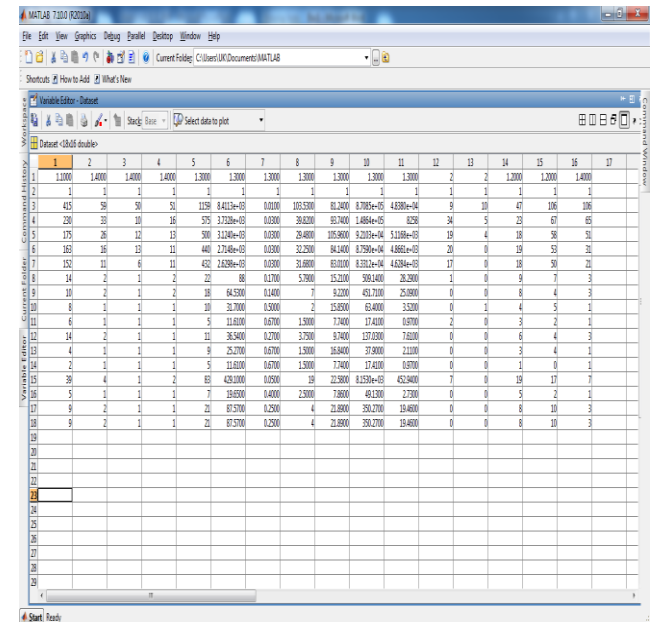 MATLAB 7.10.0 (R2010a)
File Edit View Graphics Debug Parallel Desktop Window Help
Current Folder: C:\Users\UK\Documents\MATLAB
Shortcuts How to Add What's New
Variable Editor - Dataset
Stack: Base Select data to plot
Dataset <18x16 double>
1 2 3 4 5 6 7 8 9 10 11 12 13 14 15 16 17
1 1.1000 1.4000 1.4000 1.4000 1.3000 1.3000 1.3000 1.3000 1.3000 1.3000 1.3000 2 2 1.2000 1.2000 1.4000
2 1 1 1 1 1 1 1 1 1 1 1 1 1 1 1 1
3 415 59 50 51 1159 8.4113e+03 0.0100 103.5300 81.2400 8.7085e+05 4.8380e+04 9 10 47 106 106
4 230 33 10 16 575 3.7328e+03 0.0300 39.8200 93.7400 1.4864e+05 8258 34 5 23 67 65
5 175 26 12 13 500 3.1240e+03 0.0300 29.4800 105.9600 9.2103e+04 5.1168e+03 19 4 18 58 51
6 163 16 13 11 440 2.7148e+03 0.0300 32.2500 84.1400 8.7590e+04 4.8661e+03 20 0 19 53 31
7 152 11 6 11 432 2.6298e+03 0.0300 31.6800 83.0100 8.3312e+04 4.6284e+03 17 0 18 50 21
8 14 2 1 2 22 88 0.1700 5.7900 15.2100 509.1400 28.2900 1 0 9 7 3
9 10 2 1 2 18 64.5300 0.1400 7 9.2200 451.7100 25.0900 0 0 8 4 3
10 8 1 1 1 10 31.7000 0.5000 2 15.8500 63.4000 3.5200 0 1 4 5 1
11 6 1 1 1 5 11.6100 0.6700 1.5000 7.7400 17.4100 0.9700 2 0 3 2 1
12 14 2 1 1 11 36.5400 0.2700 3.7500 9.7400 137.0300 7.6100 0 0 6 4 3
13 4 1 1 1 9 25.2700 0.6700 1.5000 16.8400 37.9000 2.1100 0 0 3 4 1
14 2 1 1 1 5 11.6100 0.6700 1.5000 7.7400 17.4100 0.9700 0 0 1 0 1
15 39 4 1 2 83 429.1000 0.0500 19 22.5800 8.1530e+03 452.9400 7 0 19 17 7
16 5 1 1 1 7 19.6500 0.4000 2.5000 7.8600 49.1300 2.7300 0 0 5 2 1
17 9 2 1 1 21 87.5700 0.2500 4 21.8900 350.2700 19.4600 0 0 8 10 3
18 9 2 1 1 21 87.5700 0.2500 4 21.8900 350.2700 19.4600 0 0 8 10 3
19
20
21
22
23
24
25
26
27
28
29
Workspace
Command History
Current Folder
Variable Editor
Command Window
Start Ready